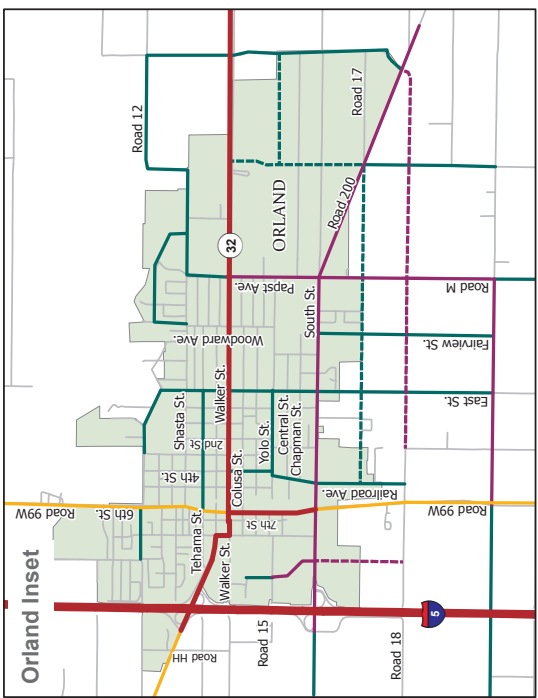 Orland Inset
Road 12
Road 17
Road 200
ORLAND
32
Papst Ave.
Road M
South St.
Woodward Ave.
Fairview St.
Walker St.
East St.
Shasta St.
2nd St
Yolo St.
Central St.
Chapman St.
4th St.
Colusa St.
Railroad Ave.
Road 99W
6th St.
7th St
Road 99W
Tehama St.
Walker St.
5
Road HH
Road 15
Road 18